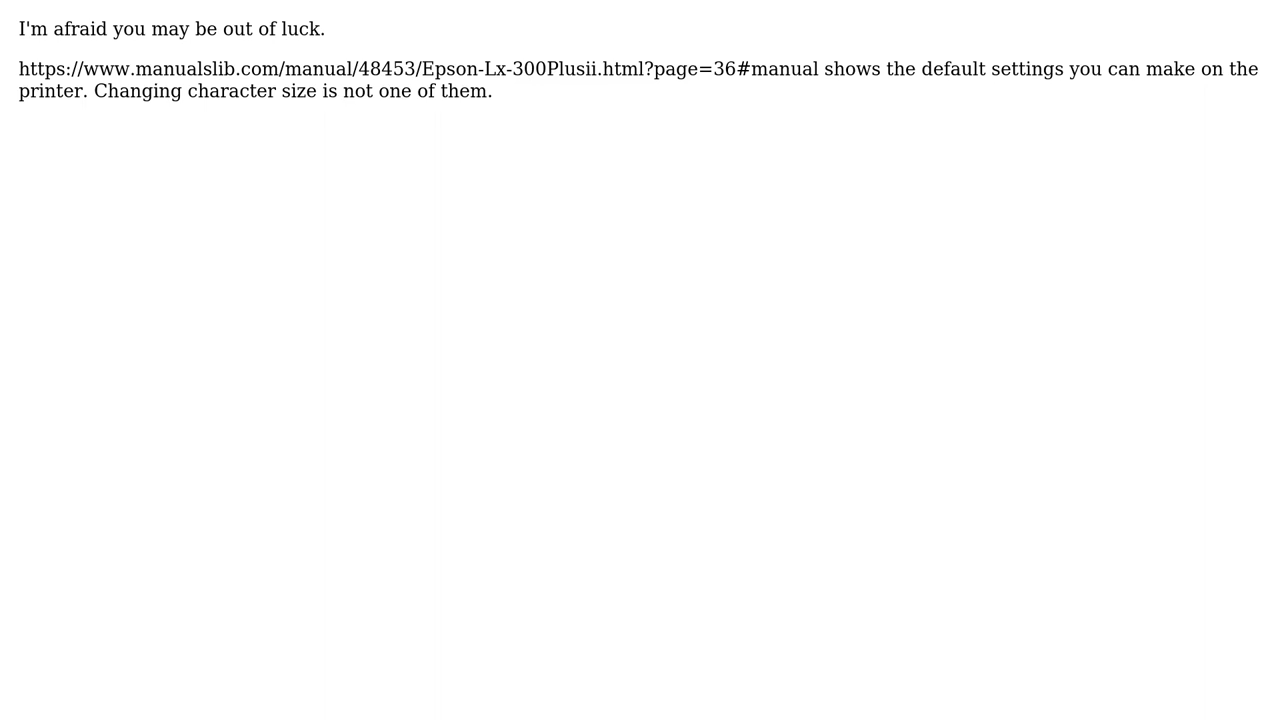 I'm afraid you may be out of luck.
https://www.manualslib.com/manual/48453/Epson-Lx-300Plusii.html?page=36#manual shows the default settings you can make on the
printer. Changing character size is not one of them.